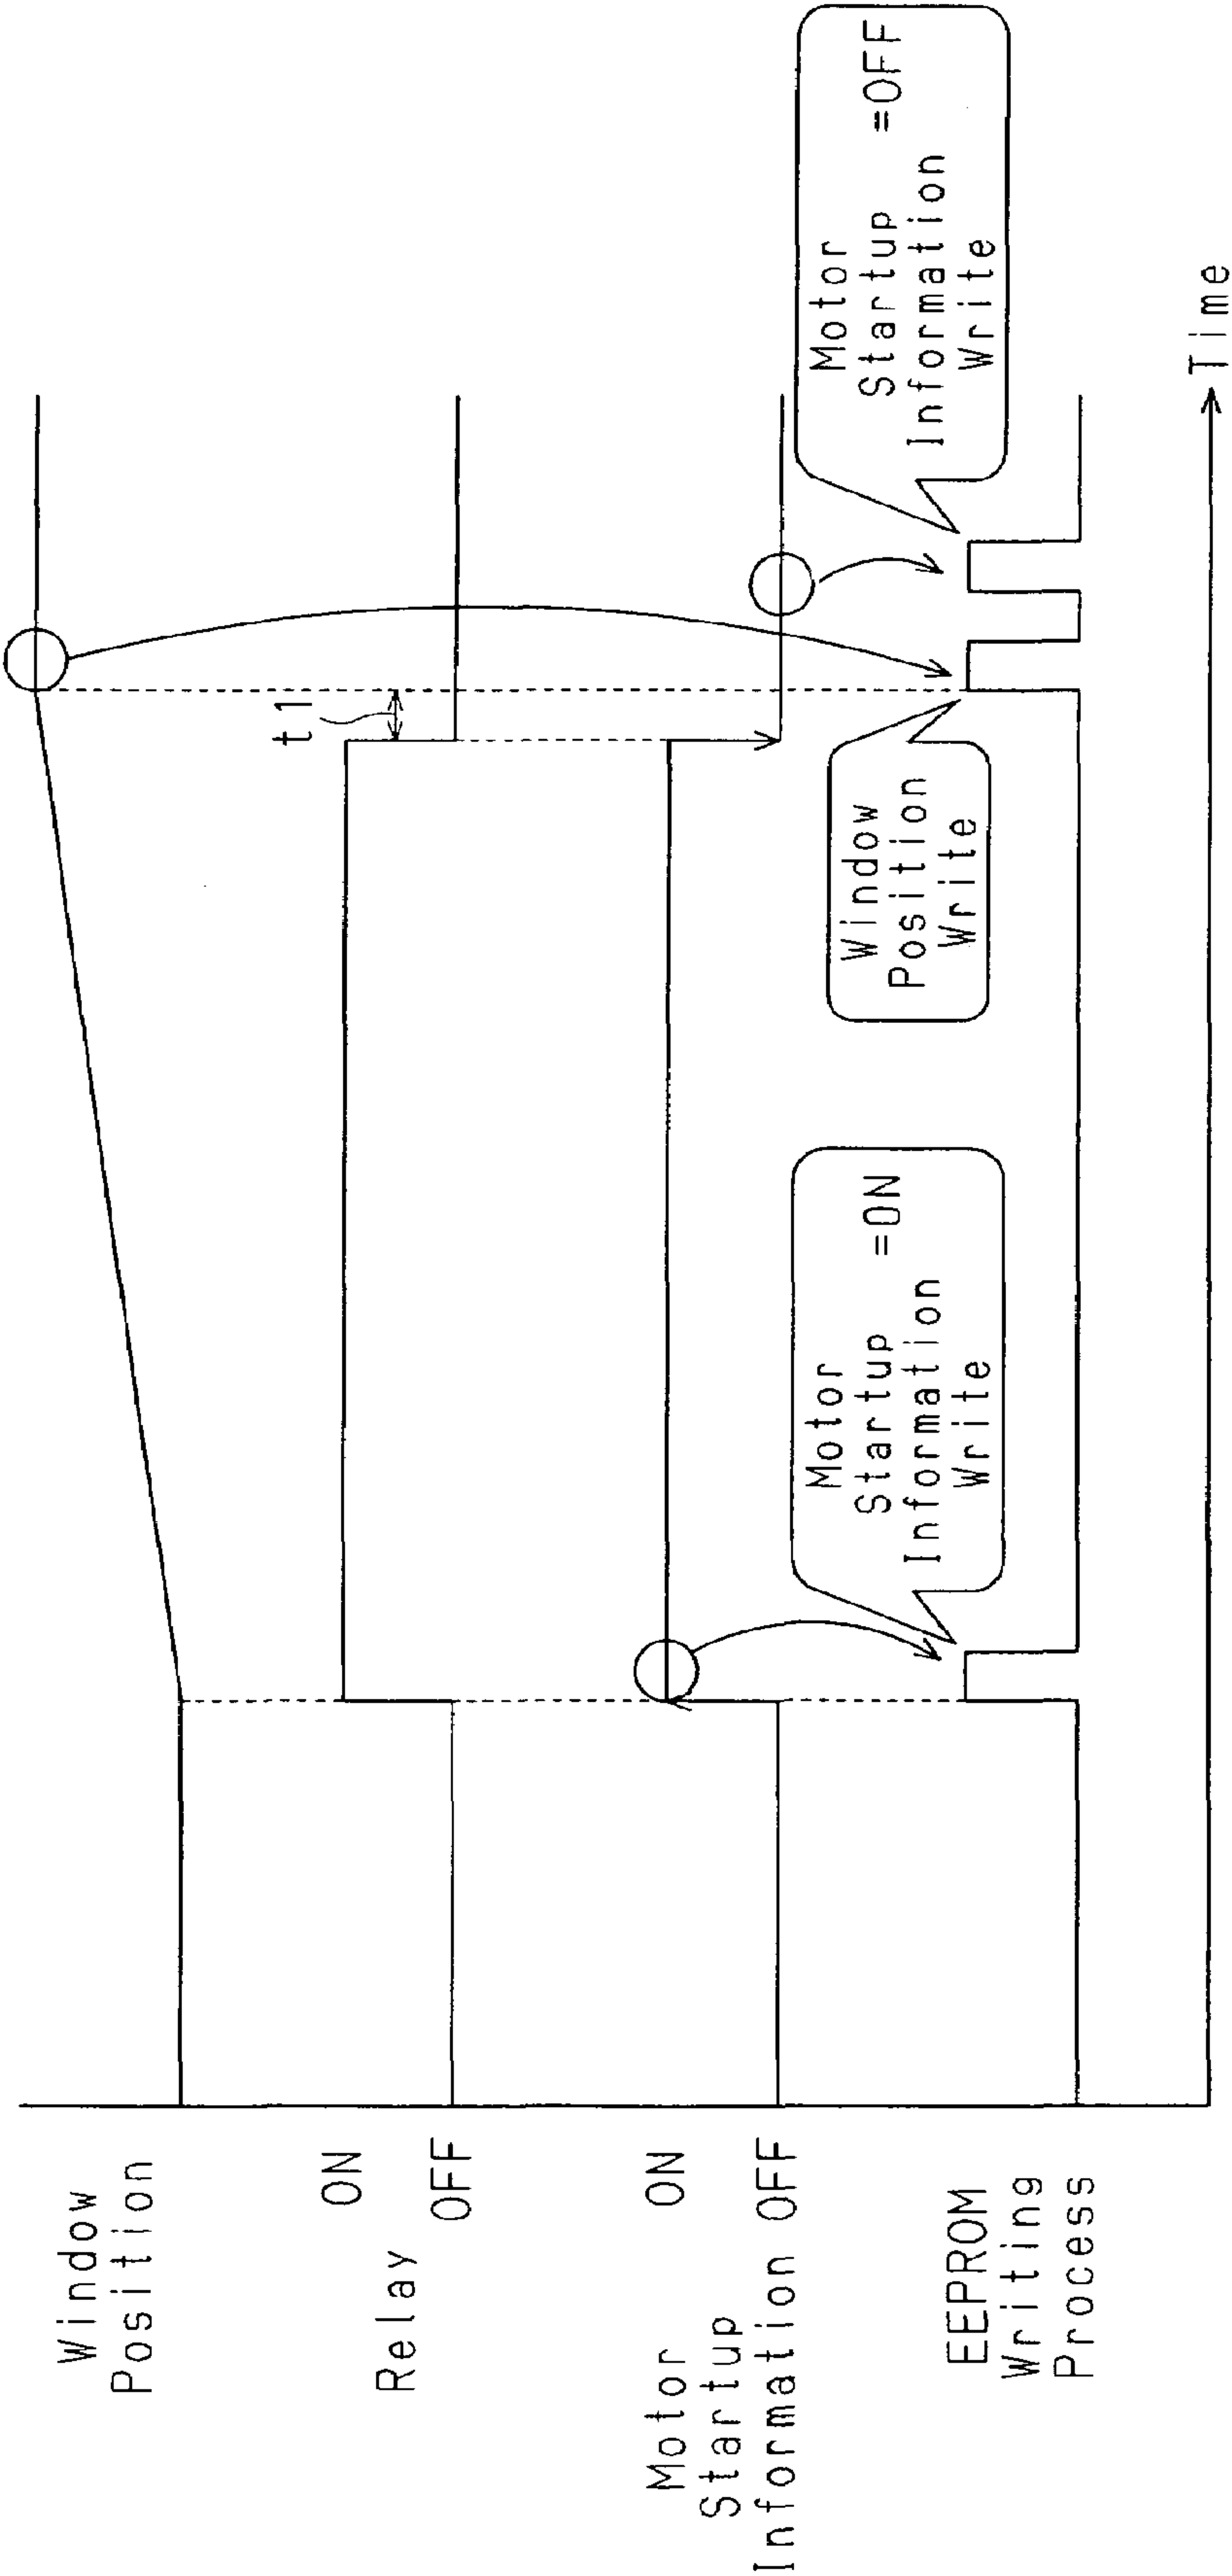 Window
Position
ON
Relay
OFF
ON
Motor
Startup
Information OFF
EEPROM
Writing
Process
t1
Motor
Startup =ON
Information
Write
Window
Position
Write
Motor
Startup =OFF
Information
Write
Time